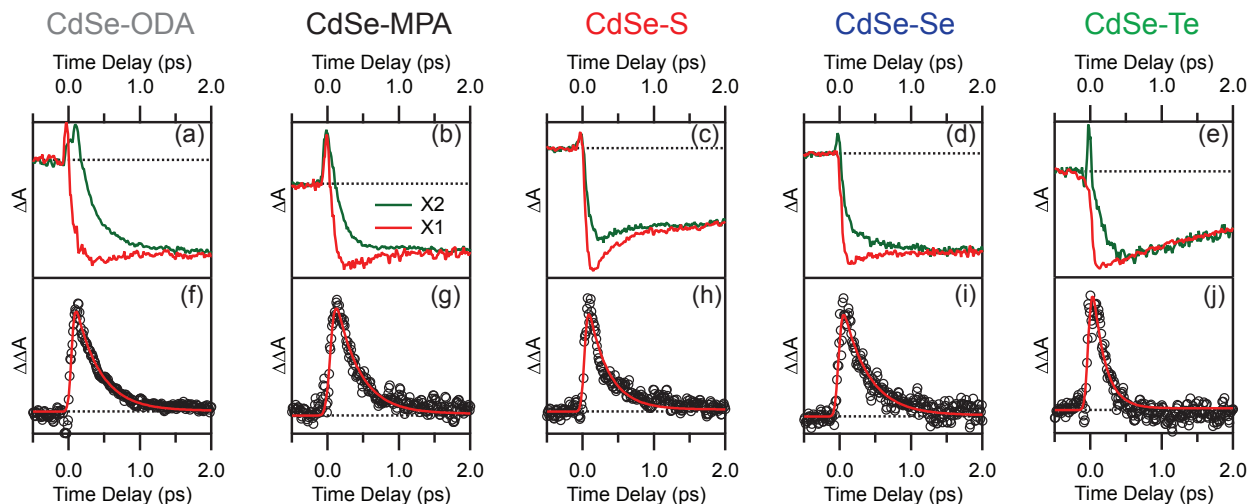 CdSe-ODA CdSe-MPA CdSe-S CdSe-Se CdSe-Te
Time Delay (ps) Time Delay (ps) Time Delay (ps) Time Delay (ps) Time Delay (ps)
0.0 1.0 2.0 0.0 1.0 2.0 0.0 1.0 2.0 0.0 1.0 2.0 0.0 1.0 2.0
(a) (b) (c) (d) (e)
ΔA ΔA ΔA ΔA ΔA
X2
X1
(f) (g) (h) (i) (j)
ΔΔA ΔΔA ΔΔA ΔΔA ΔΔA
0.0 1.0 2.0 0.0 1.0 2.0 0.0 1.0 2.0 0.0 1.0 2.0 0.0 1.0 2.0
Time Delay (ps) Time Delay (ps) Time Delay (ps) Time Delay (ps) Time Delay (ps)